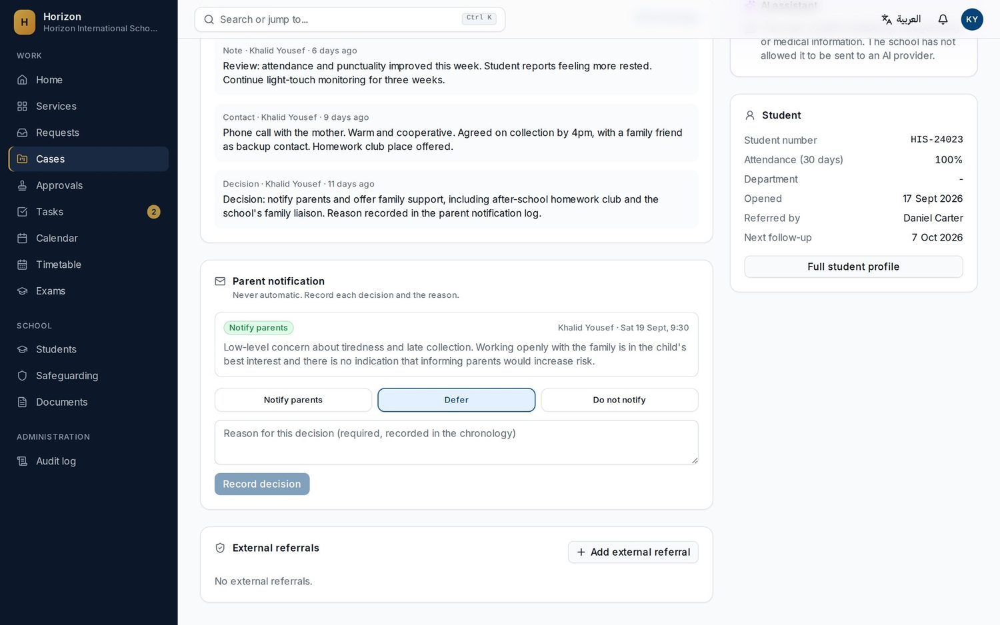 H
Horizon
Horizon International Scho...
WORK
Home
Services
Requests
Cases
Approvals
Tasks
2
Calendar
Timetable
Exams
SCHOOL
Students
Safeguarding
Documents
ADMINISTRATION
Audit log
Search or jump to...
Ctrl K
العربية
KY
Note · Khalid Yousef · 6 days ago
Review: attendance and punctuality improved this week. Student reports feeling more rested.
Continue light-touch monitoring for three weeks.
Contact · Khalid Yousef · 9 days ago
Phone call with the mother. Warm and cooperative. Agreed on collection by 4pm, with a family friend
as backup contact. Homework club place offered.
Decision · Khalid Yousef · 11 days ago
Decision: notify parents and offer family support, including after-school homework club and the
school's family liaison. Reason recorded in the parent notification log.
Parent notification
Never automatic. Record each decision and the reason.
Notify parents
Khalid Yousef · Sat 19 Sept, 9:30
Low-level concern about tiredness and late collection. Working openly with the family is in the child's
best interest and there is no indication that informing parents would increase risk.
Notify parents
Defer
Do not notify
Reason for this decision (required, recorded in the chronology)
Record decision
External referrals
+ Add external referral
No external referrals.
AI assistant
or medical information. The school has not
allowed it to be sent to an AI provider.
Student
Student number HIS-24023
Attendance (30 days) 100%
Department -
Opened 17 Sept 2026
Referred by Daniel Carter
Next follow-up 7 Oct 2026
Full student profile